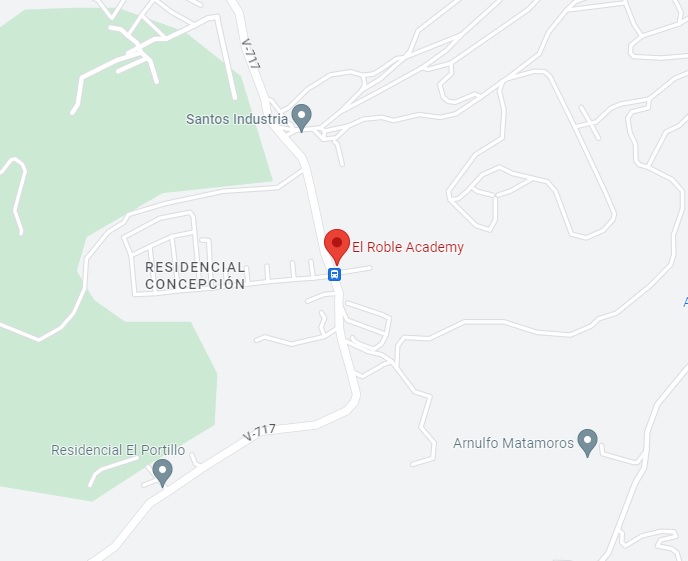 V-717
Santos Industria
El Roble Academy
RESIDENCIAL
CONCEPCIÓN
A
V-717
Arnulfo Matamoros
Residencial El Portillo